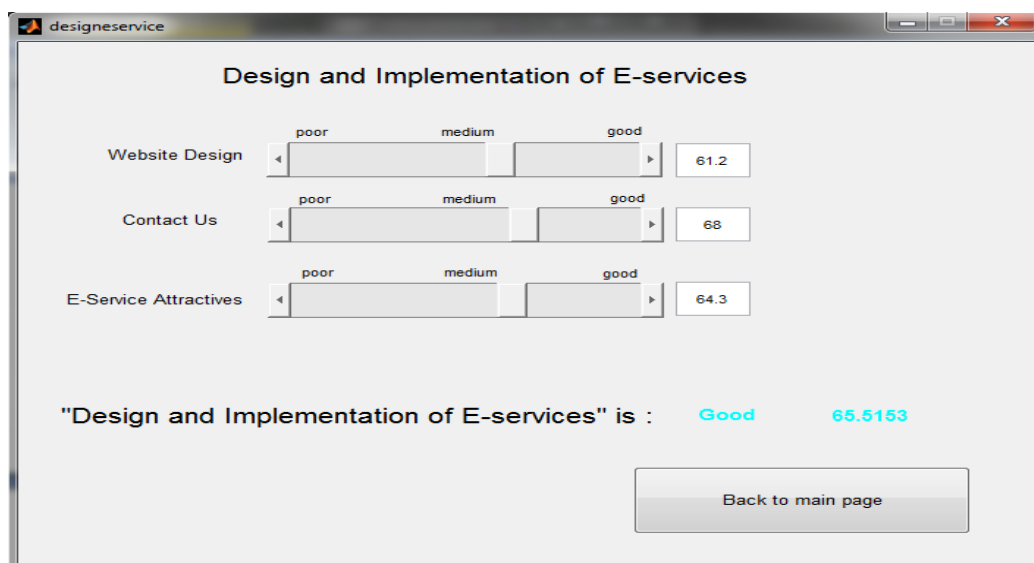 designeservice
Design and Implementation of E-services
poor medium good
Website Design 61.2
poor medium good
Contact Us 68
poor medium good
E-Service Attractives 64.3
"Design and Implementation of E-services" is : Good 65.5153
Back to main page